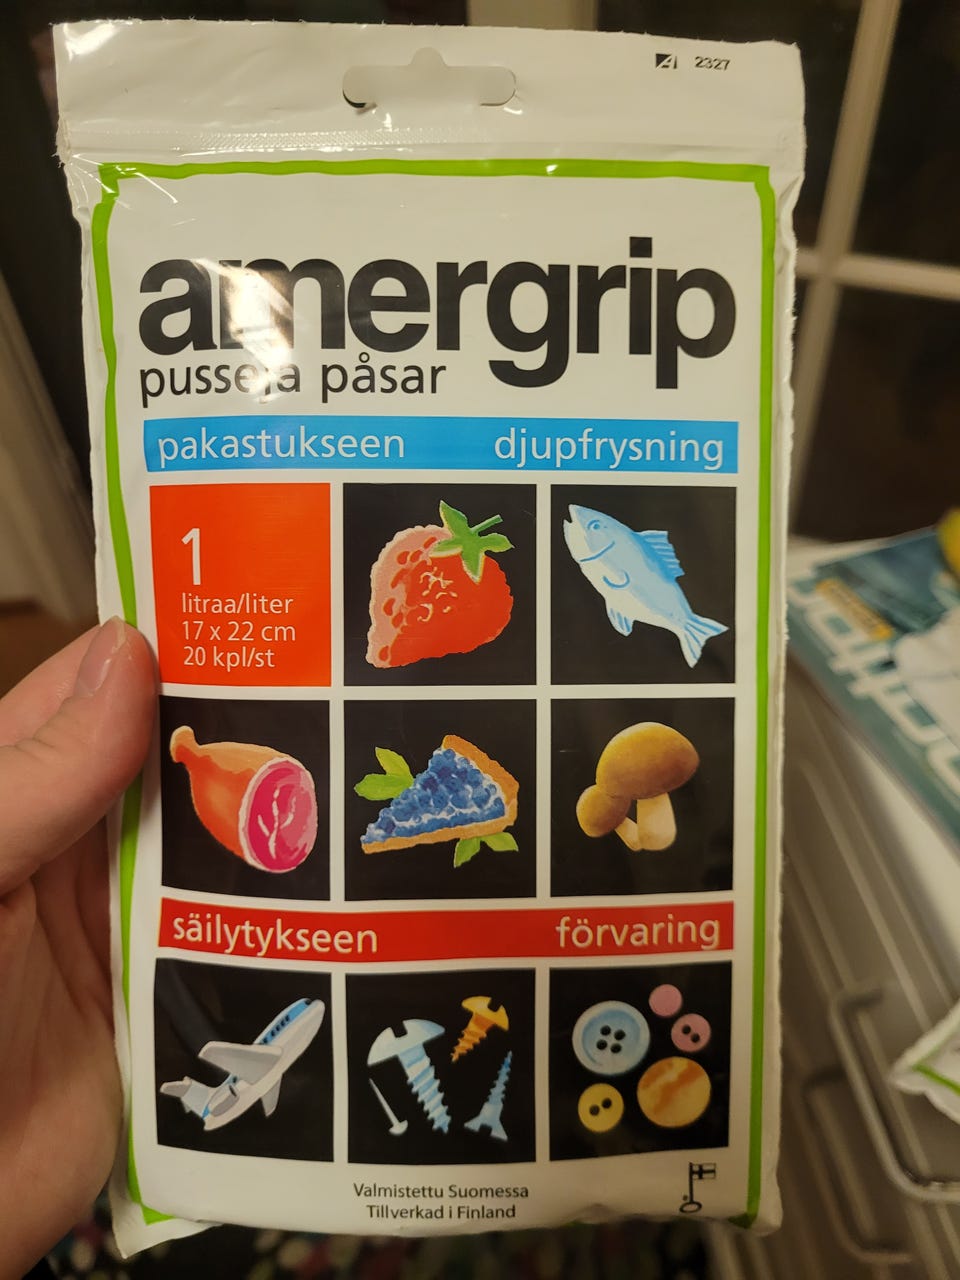 2327
amergrip
pusseja påsar
pakastukseen djupfrysning
1
litraa/liter
17 x 22 cm
20 kpl/st
säilytykseen förvaring
Valmistettu Suomessa
Tillverkad i Finland